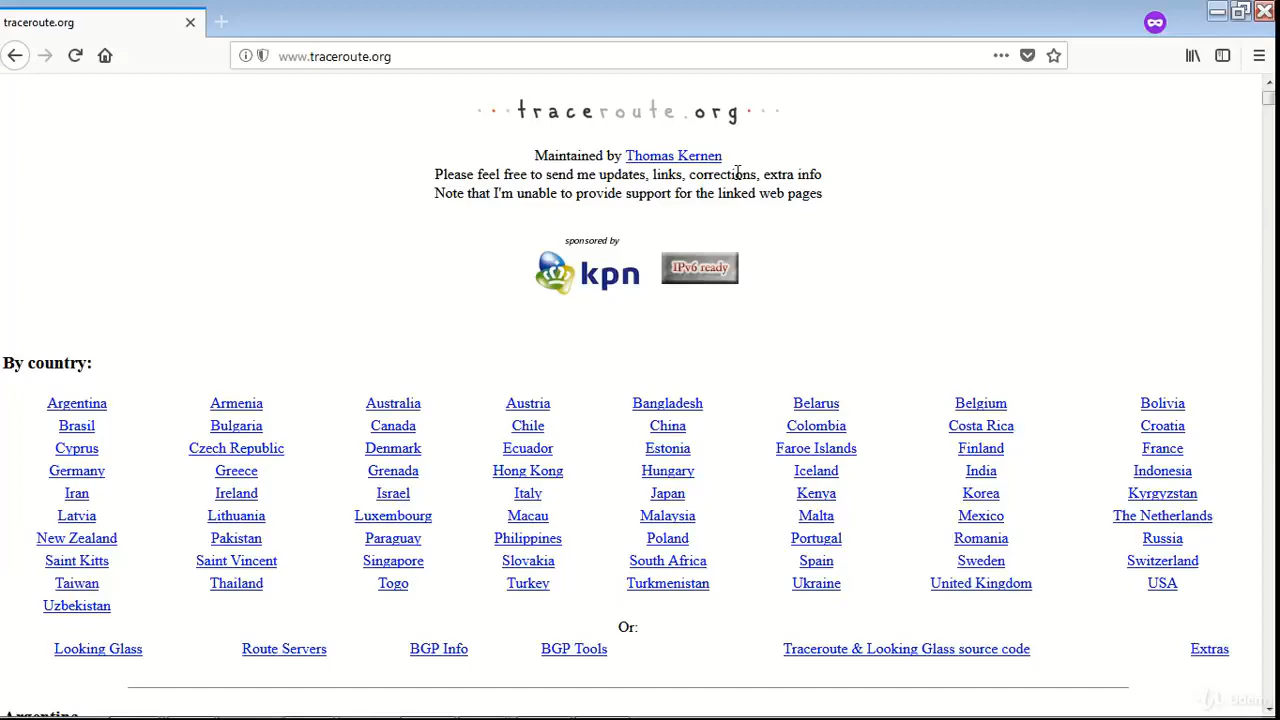 traceroute.org
www.traceroute.org
traceroute.org
Maintained by Thomas Kernen
Please feel free to send me updates, links, corrections, extra info
Note that I'm unable to provide support for the linked web pages
sponsored by
kpn
IPv6 ready
By country:
Argentina Armenia Australia Austria Bangladesh Belarus Belgium Bolivia
Brasil Bulgaria Canada Chile China Colombia Costa Rica Croatia
Cyprus Czech Republic Denmark Ecuador Estonia Faroe Islands Finland France
Germany Greece Grenada Hong Kong Hungary Iceland India Indonesia
Iran Ireland Israel Italy Japan Kenya Korea Kyrgyzstan
Latvia Lithuania Luxembourg Macau Malaysia Malta Mexico The Netherlands
New Zealand Pakistan Paraguay Philippines Poland Portugal Romania Russia
Saint Kitts Saint Vincent Singapore Slovakia South Africa Spain Sweden Switzerland
Taiwan Thailand Togo Turkey Turkmenistan Ukraine United Kingdom USA
Uzbekistan
Or:
Looking Glass Route Servers BGP Info BGP Tools Traceroute & Looking Glass source code Extras
Argentina
Udemy